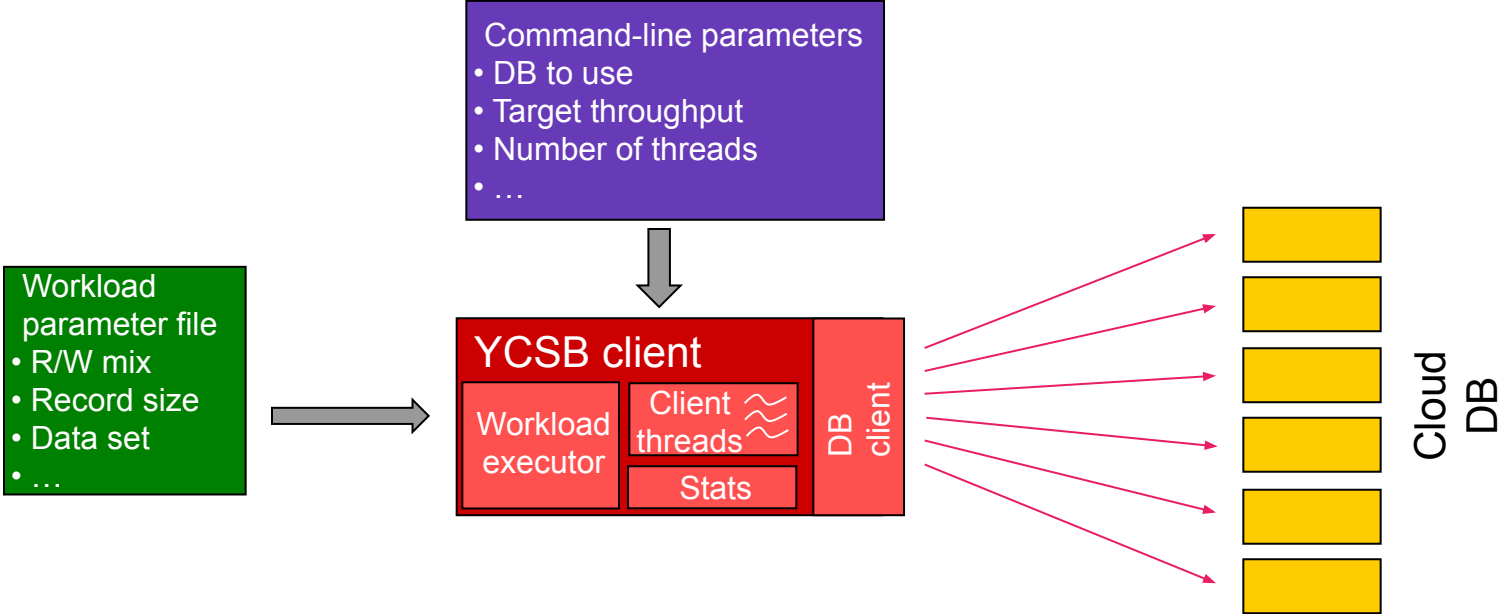 Command-line parameters
• DB to use
• Target throughput
• Number of threads
• …
Workload
parameter file
• R/W mix
• Record size
• Data set
• …
YCSB client
Workload
executor
Client
threads
Stats
DB
client
Cloud
DB